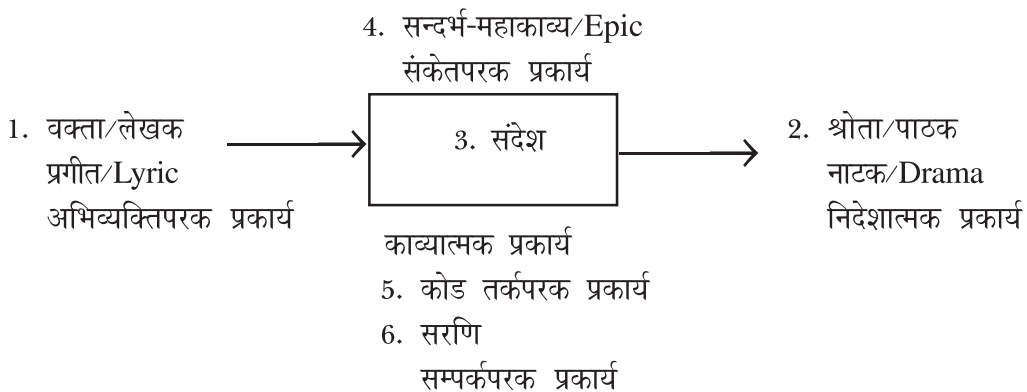 4. सन्दर्भ-महाकाव्य/Epic
संकेतपरक प्रकार्य
1. वक्ता/लेखक
प्रगीत/Lyric
अभिव्यक्तिपरक प्रकार्य
3. संदेश
2. श्रोता/पाठक
नाटक/Drama
निदेशात्मक प्रकार्य
काव्यात्मक प्रकार्य
5. कोड तर्कपरक प्रकार्य
6. सरणि
सम्पर्कपरक प्रकार्य